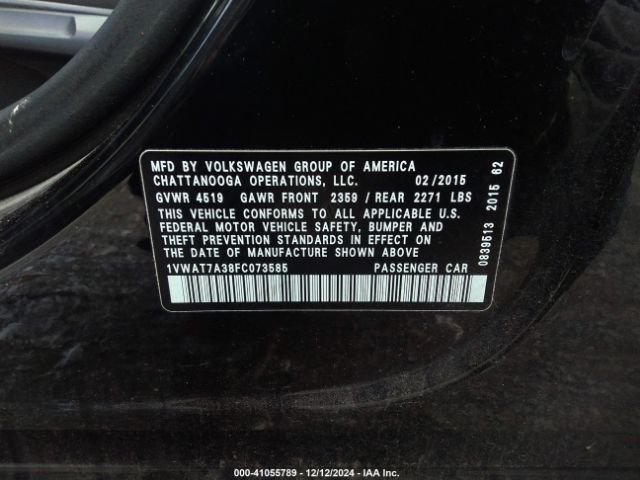 MFD BY VOLKSWAGEN GROUP OF AMERICA
CHATTANOOGA OPERATIONS, LLC. 02/2015
GVWR 4519 GAWR FRONT 2359 / REAR 2271 LBS
THIS VEHICLE CONFORMS TO ALL APPLICABLE U.S.
FEDERAL MOTOR VEHICLE SAFETY, BUMPER AND
THEFT PREVENTION STANDARDS IN EFFECT ON
THE DATE OF MANUFACTURE SHOWN ABOVE
1VWAT7A38FC073585 PASSENGER CAR
0839513 2015 62
000-41055789 - 12/12/2024 - IAA Inc.